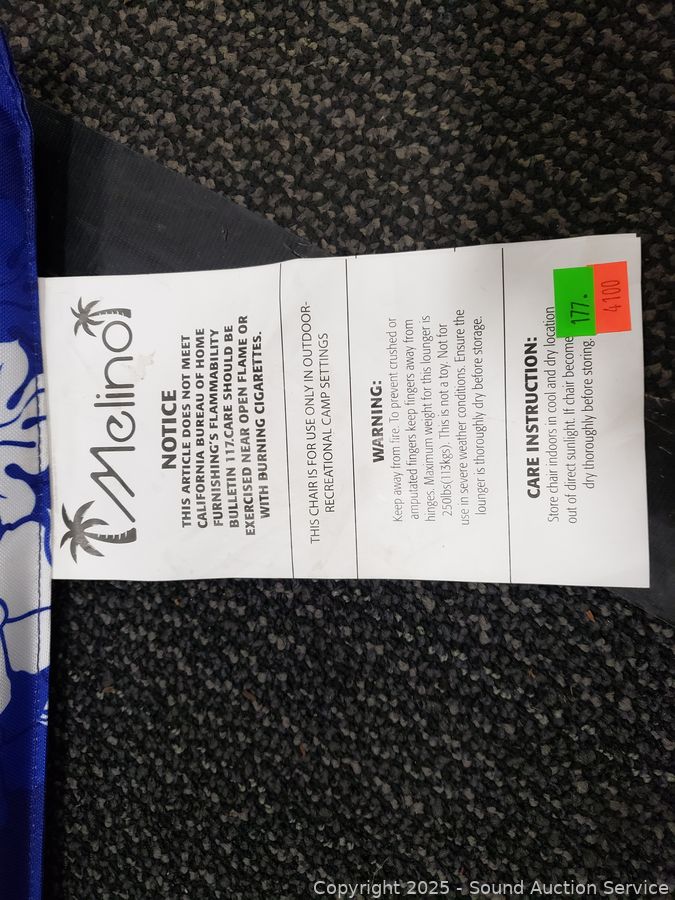 Melino
NOTICE
THIS ARTICLE DOES NOT MEET
CALIFORNIA BUREAU OF HOME
FURNISHING'S FLAMMABILITY
BULLETIN 117.CARE SHOULD BE
EXERCISED NEAR OPEN FLAME OR
WITH BURNING CIGARETTES.
THIS CHAIR IS FOR USE ONLY IN OUTDOOR-
RECREATIONAL CAMP SETTINGS
WARNING:
Keep away from fire. To prevent crushed or
amputated fingers keep fingers away from
hinges. Maximum weight for this lounger is
250lbs(113kgs). This is not a toy. Not for
use in severe weather conditions. Ensure the
lounger is thoroughly dry before storage.
CARE INSTRUCTION:
Store chair indoors in cool and dry location
out of direct sunlight. If chair become
dry thoroughly before storing.
177.
4100
Copyright 2025 - Sound Auction Service